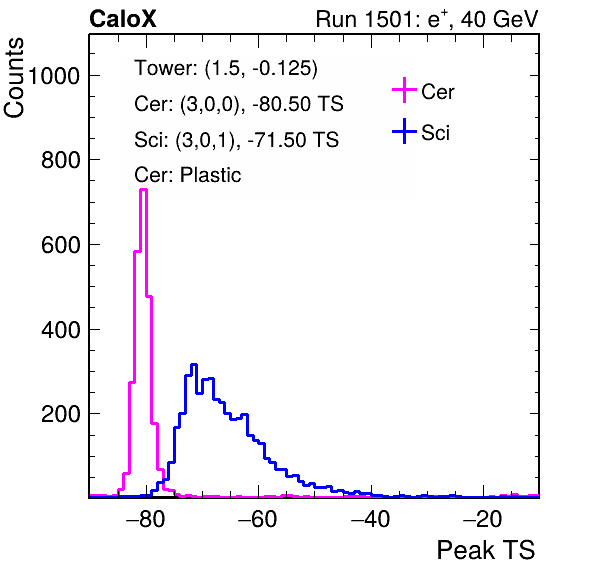 CaloX Run 1501: e⁺, 40 GeV
Counts
Tower: (1.5, -0.125)
Cer: (3,0,0), -80.50 TS
Sci: (3,0,1), -71.50 TS
Cer: Plastic
Cer
Sci
1000
800
600
400
200
−80 −60 −40 −20
Peak TS